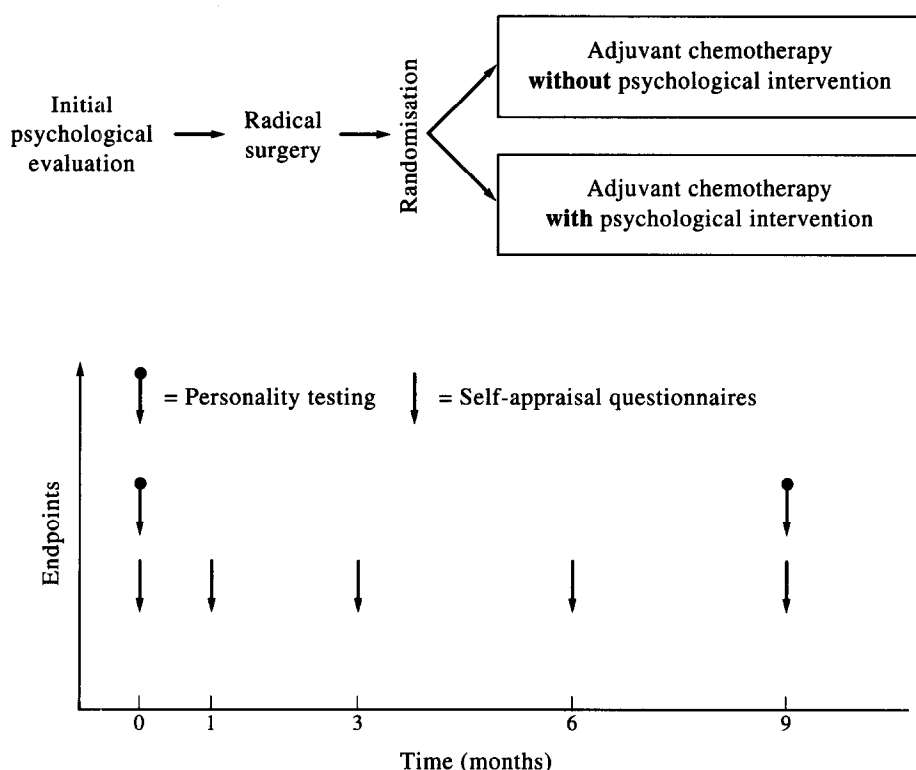 Initial
psychological
evaluation
Radical
surgery
Randomisation
Adjuvant chemotherapy
without psychological intervention
Adjuvant chemotherapy
with psychological intervention
= Personality testing
= Self-appraisal questionnaires
Endpoints
0 1 3 6 9
Time (months)